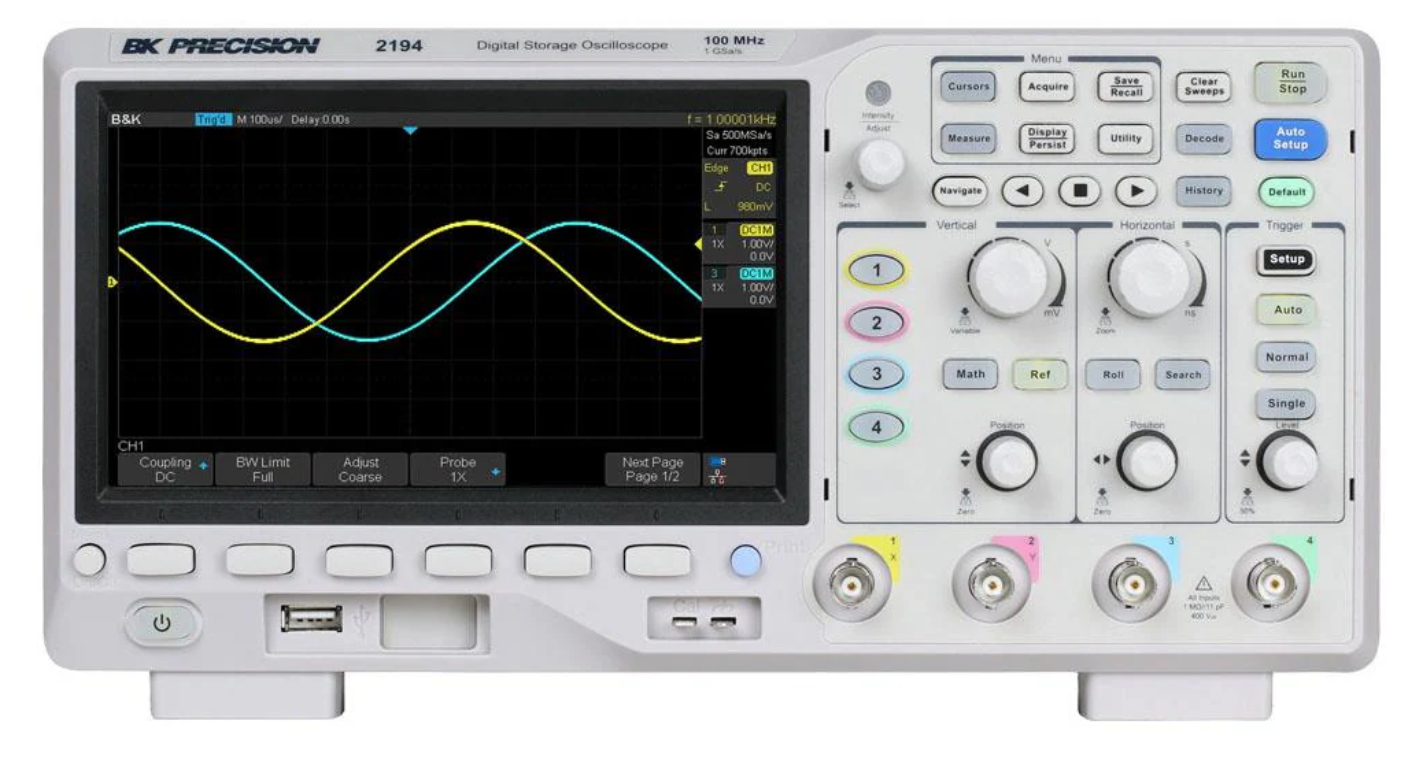 BK PRECISION 2194 Digital Storage Oscilloscope 100 MHz
1 GSa/s
B&K Trig'd M 100us/ Delay:0.00s f = 1.00001kHz
Sa 500MSa/s
Curr 700kpts
Edge CH1
DC
L 980mV
1 DC1M
1X 1.00V/
0.0V
3 DC1M
1X 1.00V/
0.0V
1
CH1
Coupling BW Limit Adjust Probe Next Page
DC Full Coarse 1X Page 1/2
Print
Cal
Intensity
Adjust
Select
Menu
Cursors Acquire Save Recall Clear Sweeps Run Stop
Measure Display Persist Utility Decode Auto Setup
Navigate History Default
Vertical Horizontal Trigger
1
2
3
4
V
mV
Variable
Math Ref
Position
Zero
s
ns
Zoom
Roll Search
Position
Zero
Setup
Auto
Normal
Single
Level
50%
1 X
2 Y
3
4
All Inputs
1 MΩ//11 pF
400 Vpk